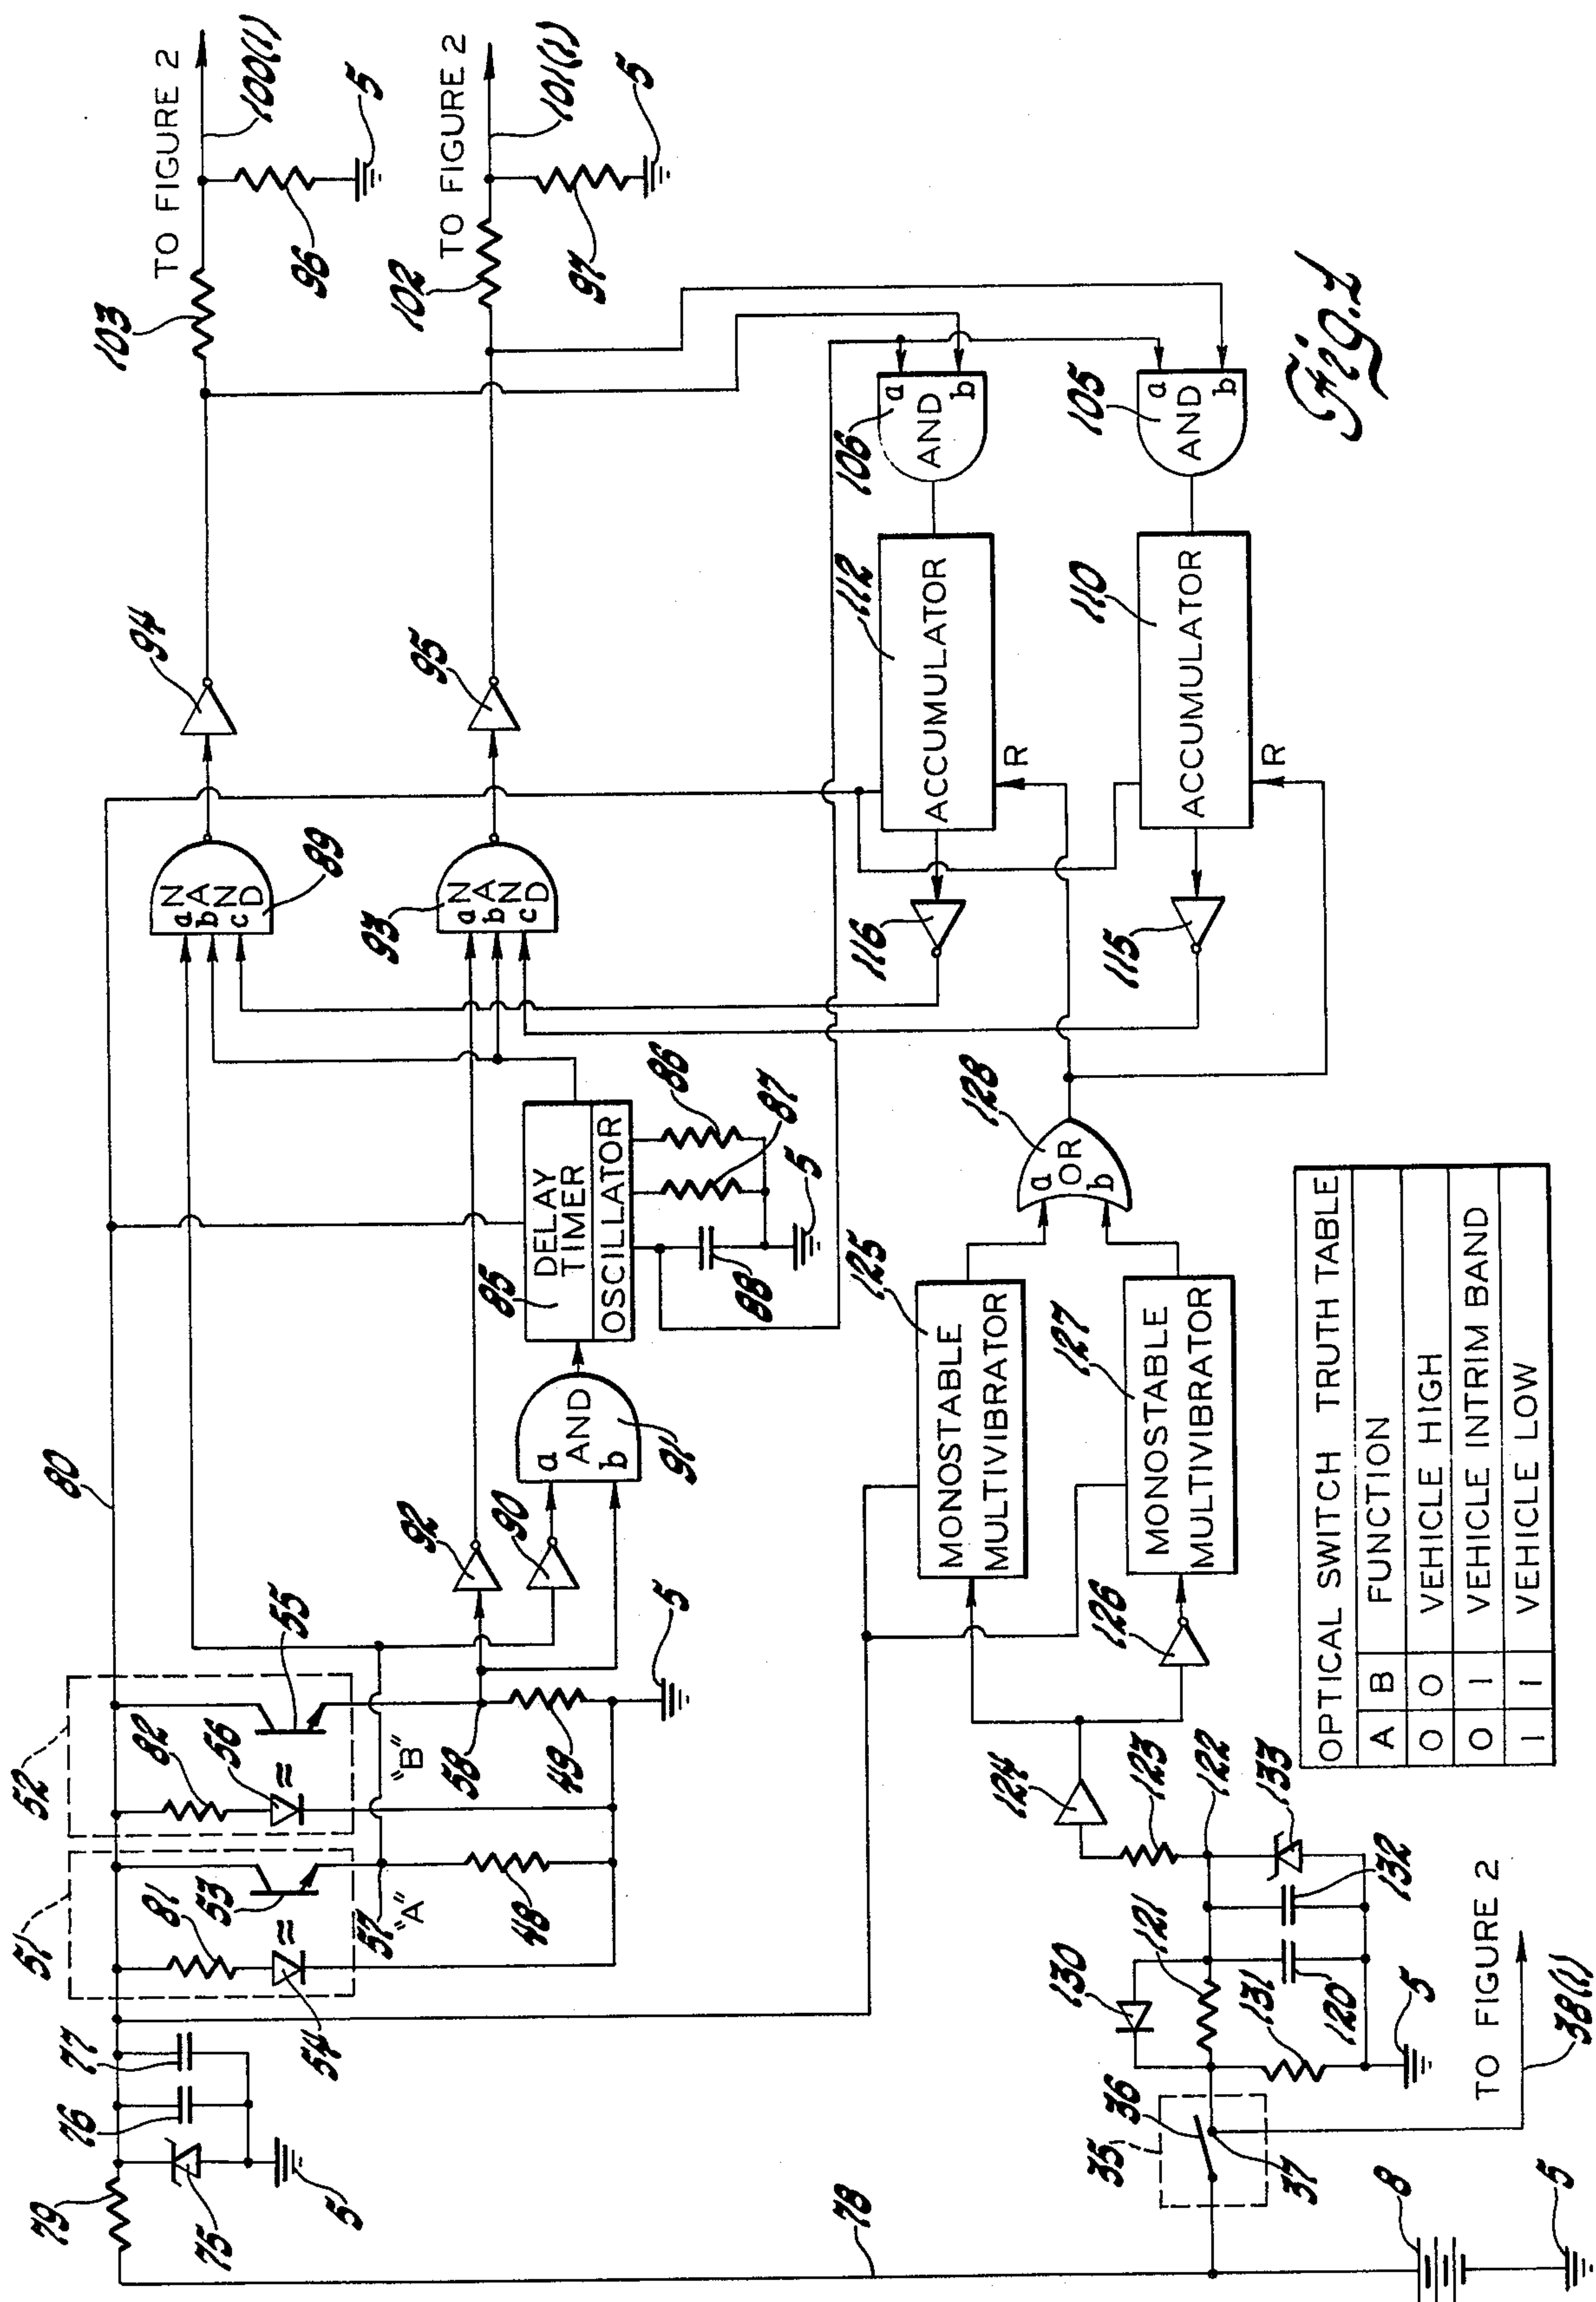 TO FIGURE 2
100(1)
103
96
5
TO FIGURE 2
101(1)
102
97
5
94
95
NAND
a
b
c
89
NAND
a
b
c
93
80
106
a
AND
b
105
a
AND
b
112
ACCUMULATOR
R
110
ACCUMULATOR
R
116
115
85
DELAY TIMER
OSCILLATOR
86
87
88
5
92
90
a
AND
b
91
128
a
OR
b
125
MONOSTABLE
MULTIVIBRATOR
127
MONOSTABLE
MULTIVIBRATOR
126
124
52
82
56
55
"B"
58
49
5
51
81
54
53
57
"A"
48
77
76
75
79
5
78
130
121
131
120
132
123
122
133
5
35
36
37
TO FIGURE 2
38(1)
8
5
OPTICAL SWITCH TRUTH TABLE
A B FUNCTION
0 0 VEHICLE HIGH
0 1 VEHICLE INTRIM BAND
1 1 VEHICLE LOW
Fig.1